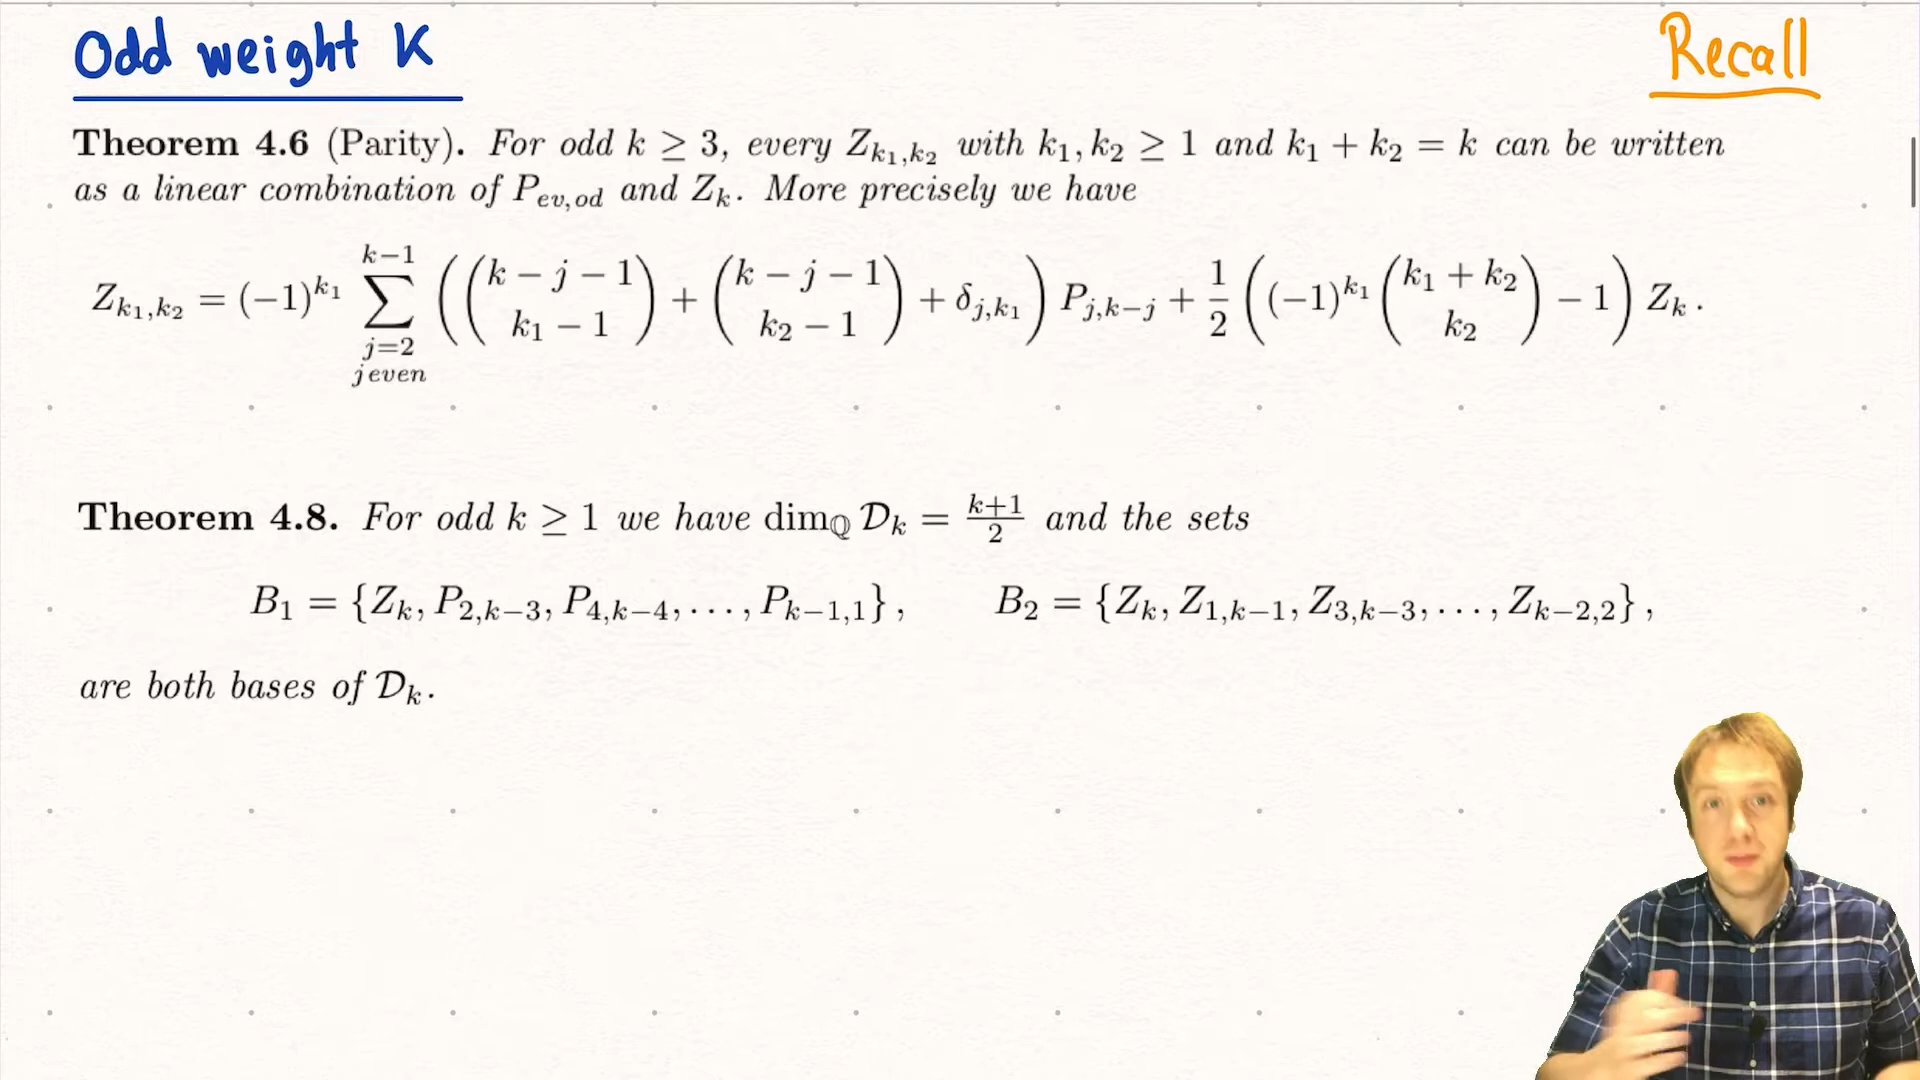 Odd weight K
Recall
Theorem 4.6 (Parity). For odd k ≥ 3, every Z_{k_1,k_2} with k_1, k_2 ≥ 1 and k_1 + k_2 = k can be written
as a linear combination of P_{ev,od} and Z_k. More precisely we have
Z_{k_1,k_2} = (−1)^{k_1} \sum_{\substack{j=2 \\ j even}}^{k−1} \left( \binom{k − j − 1}{k_1 − 1} + \binom{k − j − 1}{k_2 − 1} + δ_{j,k_1} \right) P_{j,k−j} + \frac{1}{2} \left( (−1)^{k_1} \binom{k_1 + k_2}{k_2} − 1 \right) Z_k .
Theorem 4.8. For odd k ≥ 1 we have dim_ℚ 𝒟_k = \frac{k+1}{2} and the sets
B_1 = {Z_k, P_{2,k−3}, P_{4,k−4}, . . . , P_{k−1,1}} , B_2 = {Z_k, Z_{1,k−1}, Z_{3,k−3}, . . . , Z_{k−2,2}} ,
are both bases of 𝒟_k.